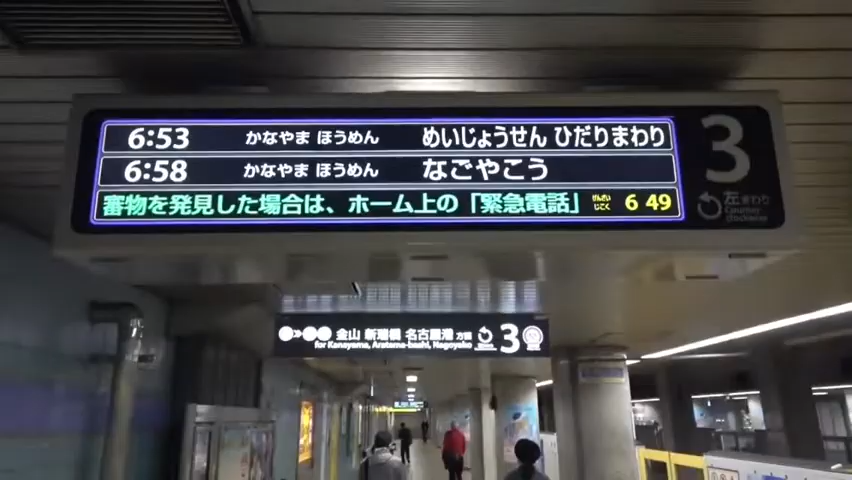 6:53 かなやま ほうめん めいじょうせん ひだりまわり
6:58 かなやま ほうめん なごやこう
審物を発見した場合は、ホーム上の「緊急電話」 げんざい じこく 6 49
3
左まわり
Counter clockwise
金山 新瑞橋 名古屋港 方面 3
for Kanayama, Aratama-bashi, Nagoyako